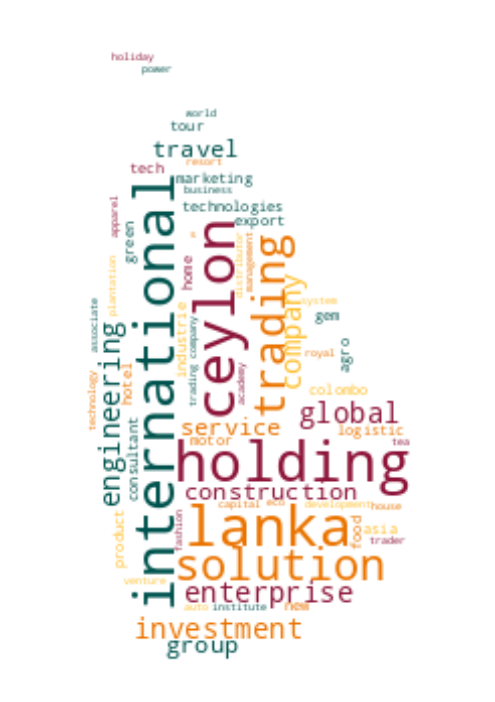 holiday
power
world
tour
travel
resort
tech
marketing
business
technologies
export
apparel
green
international
ceylon
trading
home
distributor
management
plantation
company
system
gem
associate
industrie
trading company
engineering
agro
royal
hotel
technology
academy
colombo
consultant
global
service
logistic
motor
tea
holding
construction
capital
eco
development
house
lanka
product
fashion
food
asia
trader
solution
venture
enterprise
auto
institute
new
investment
group